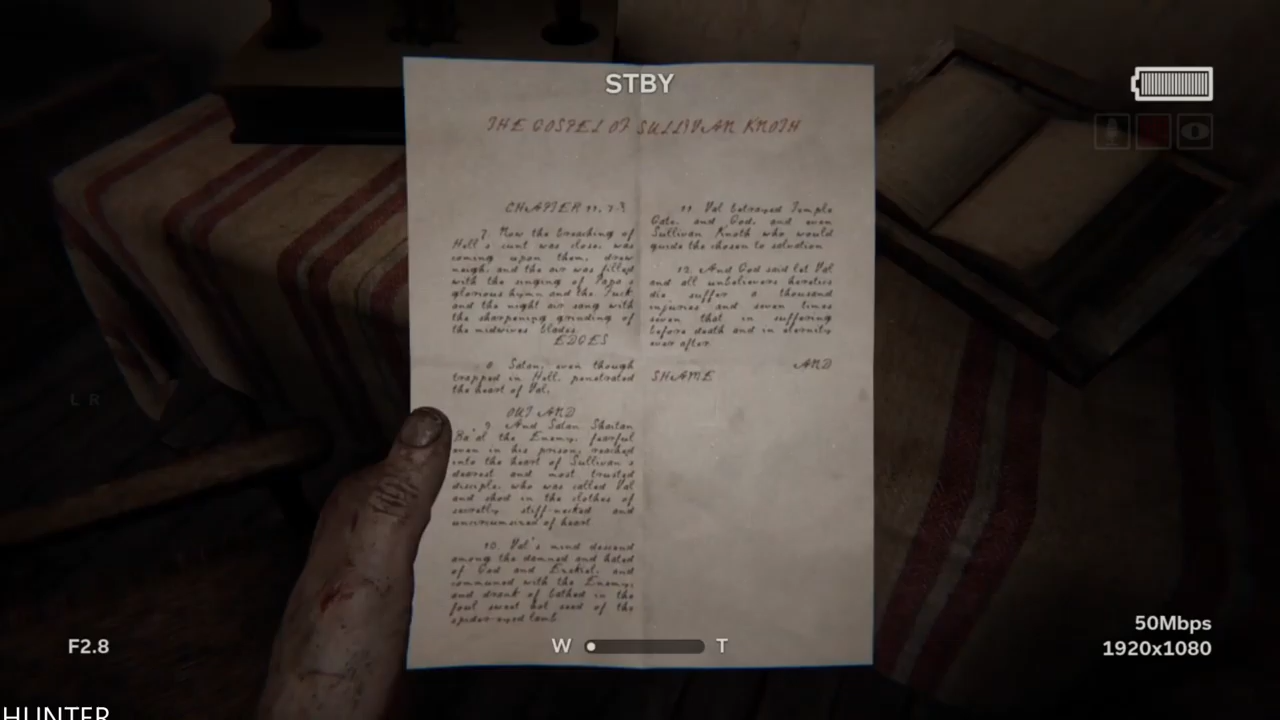 STBY
THE GOSPEL OF SULLIVAN KNOTH
CHAPTER 11, 7-3
7. Now the breaching of
Hell's cunt was close, was
coming upon them, drew
neigh, and the air was filled
with the singing of Papa's
glorious hymn and the Fuck
and the night air sang with
the sharpening grinding of
the midwives blades.
EDGES
8. Satan, even though
trapped in Hell, penetrated
the heart of Val.
OUT AND
9. And Satan Shaitan
Ba'al the Enemy, fearful
even in his prison, reached
into the heart of Sullivan's
dearest and most trusted
disciple, who was called Val
and shod in the clothes of
secretly stiff-necked and
uncircumsized of heart
10. Val's mind descend
among the damned and hated
of God and Ezekiel, and
communed with the Enemy,
and drank of bathed in the
foul sweet hot seed of the
spider-eyed lamb
11. Val betrayed Temple
Gate, and God, and even
Sullivan Knoth who would
guide the chosen to salvation
12. And God said let Val
and all unbelievers heretics
die suffer a thousand
injuries and seven times
seven that in suffering
before death and in eternity
ever after.
AND
SHAME
L R
F2.8
W T
50Mbps
1920x1080
HUNTER